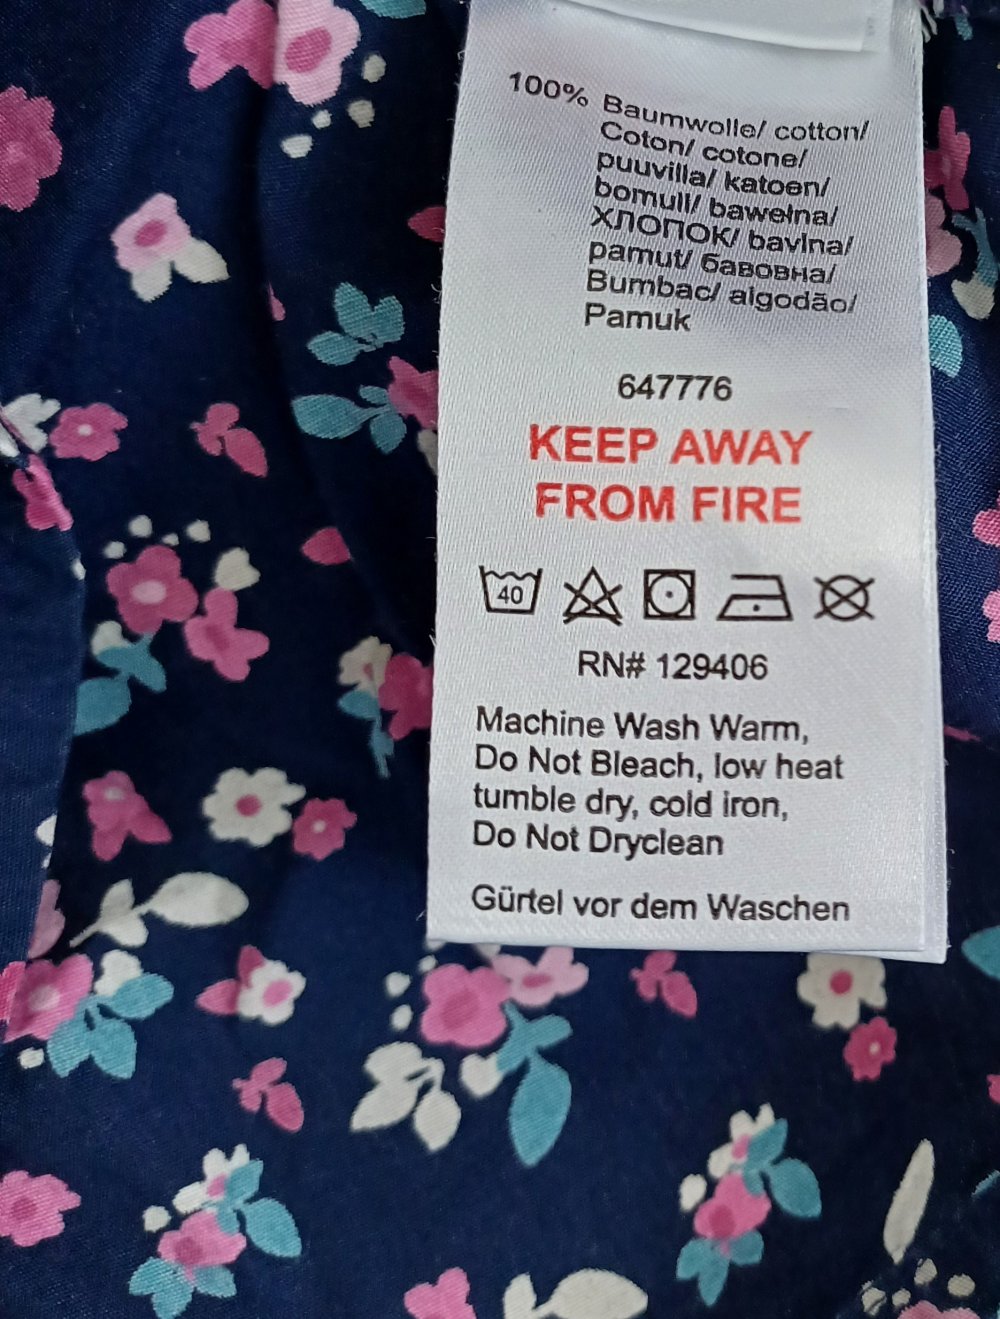 100% Baumwolle/ cotton/
Coton/ cotone/
puuvilla/ katoen/
bomull/ bawełna/
ХЛОПОК/ bavlna/
pamut/ бавовна/
Bumbac/ algodão/
Pamuk
647776
KEEP AWAY
FROM FIRE
40
RN# 129406
Machine Wash Warm,
Do Not Bleach, low heat
tumble dry, cold iron,
Do Not Dryclean
Gürtel vor dem Waschen